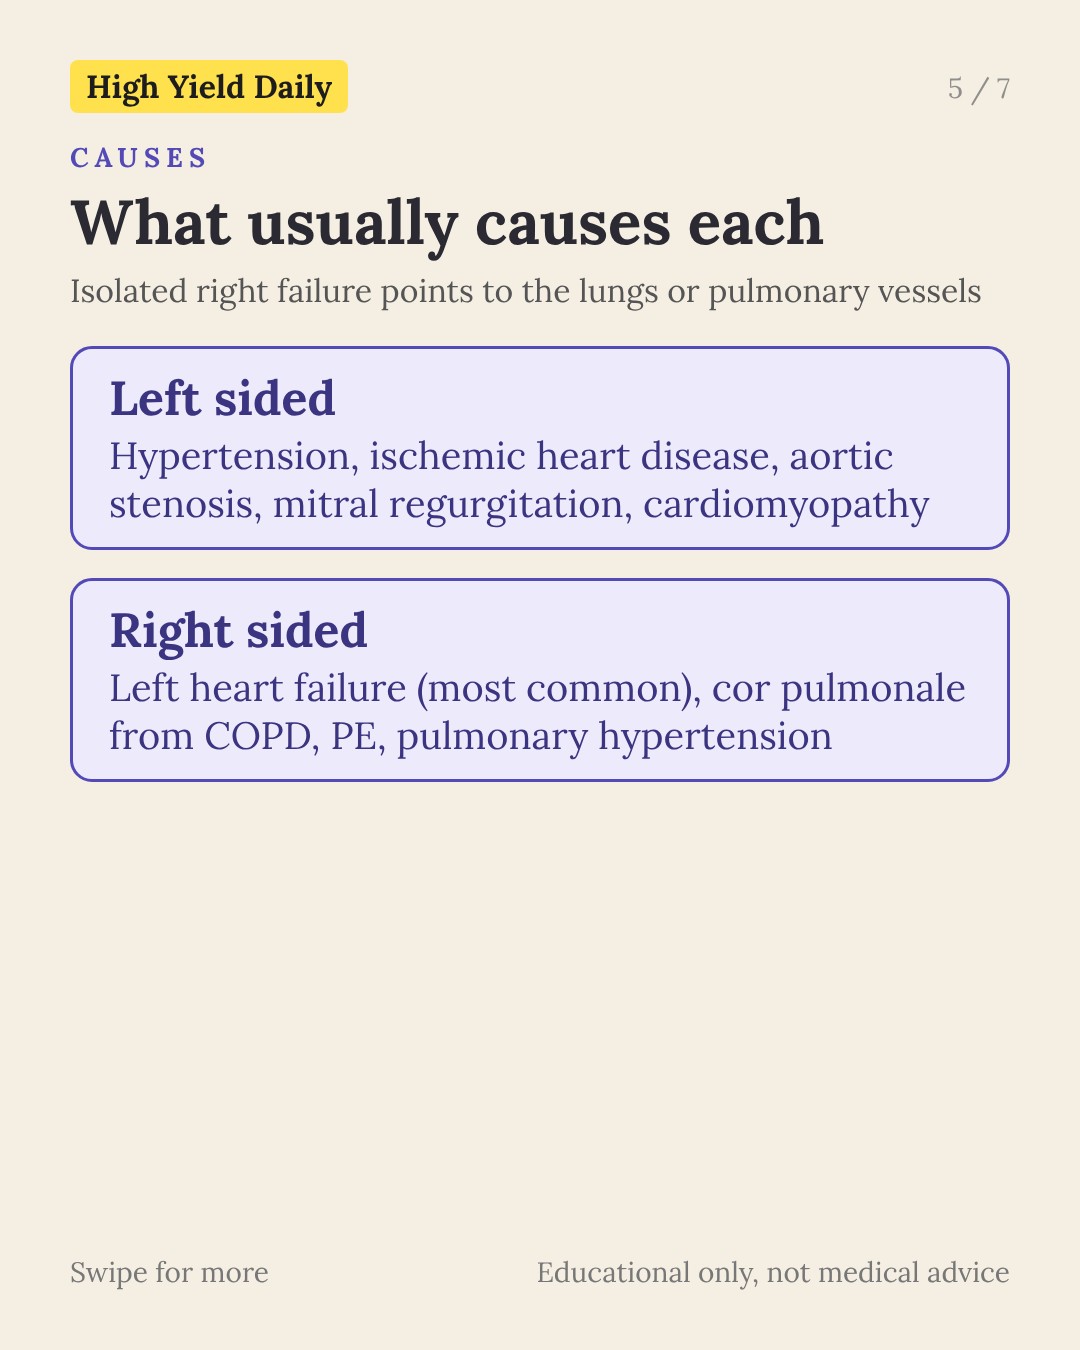 High Yield Daily
5 / 7
CAUSES
What usually causes each
Isolated right failure points to the lungs or pulmonary vessels
Left sided
Hypertension, ischemic heart disease, aortic
stenosis, mitral regurgitation, cardiomyopathy
Right sided
Left heart failure (most common), cor pulmonale
from COPD, PE, pulmonary hypertension
Swipe for more
Educational only, not medical advice